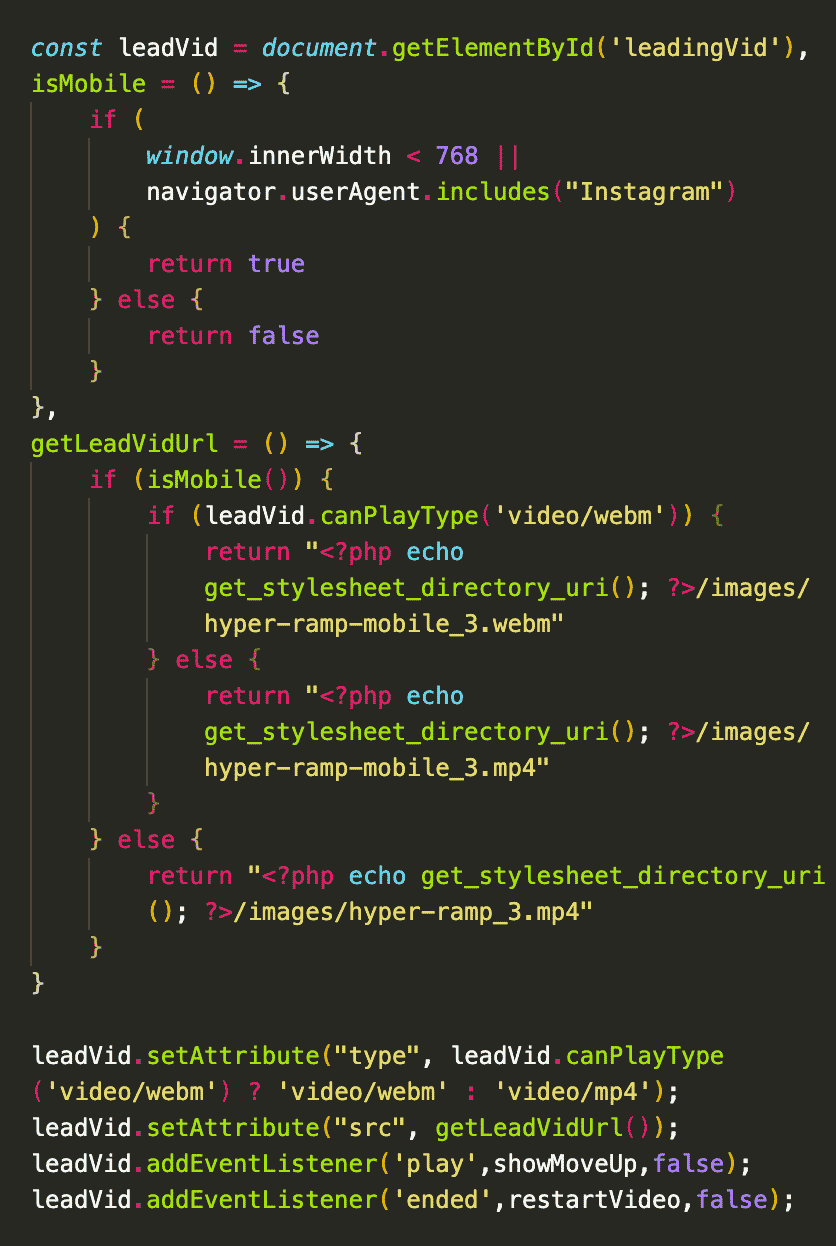 const leadVid = document.getElementById('leadingVid'),
isMobile = () => {
    if (
        window.innerWidth < 768 ||
        navigator.userAgent.includes("Instagram")
    ) {
        return true
    } else {
        return false
    }
},
getLeadVidUrl = () => {
    if (isMobile()) {
        if (leadVid.canPlayType('video/webm')) {
            return "<?php echo
            get_stylesheet_directory_uri(); ?>/images/
            hyper-ramp-mobile_3.webm"
        } else {
            return "<?php echo
            get_stylesheet_directory_uri(); ?>/images/
            hyper-ramp-mobile_3.mp4"
        }
    } else {
        return "<?php echo get_stylesheet_directory_uri
        (); ?>/images/hyper-ramp_3.mp4"
    }
}

leadVid.setAttribute("type", leadVid.canPlayType
('video/webm') ? 'video/webm' : 'video/mp4');
leadVid.setAttribute("src", getLeadVidUrl());
leadVid.addEventListener('play',showMoveUp,false);
leadVid.addEventListener('ended',restartVideo,false);